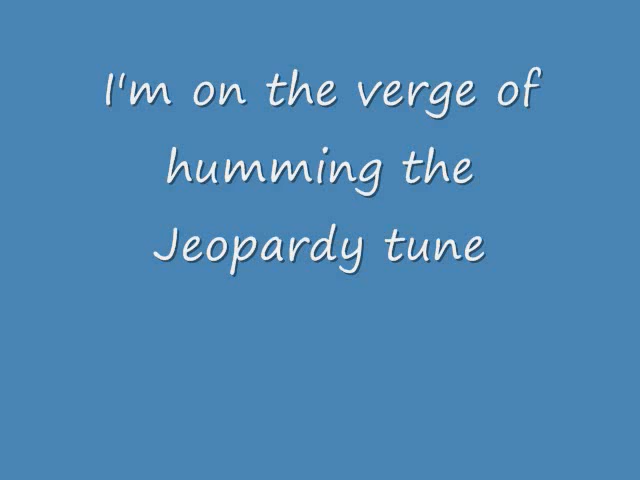 I'm on the verge of
humming the
Jeopardy tune